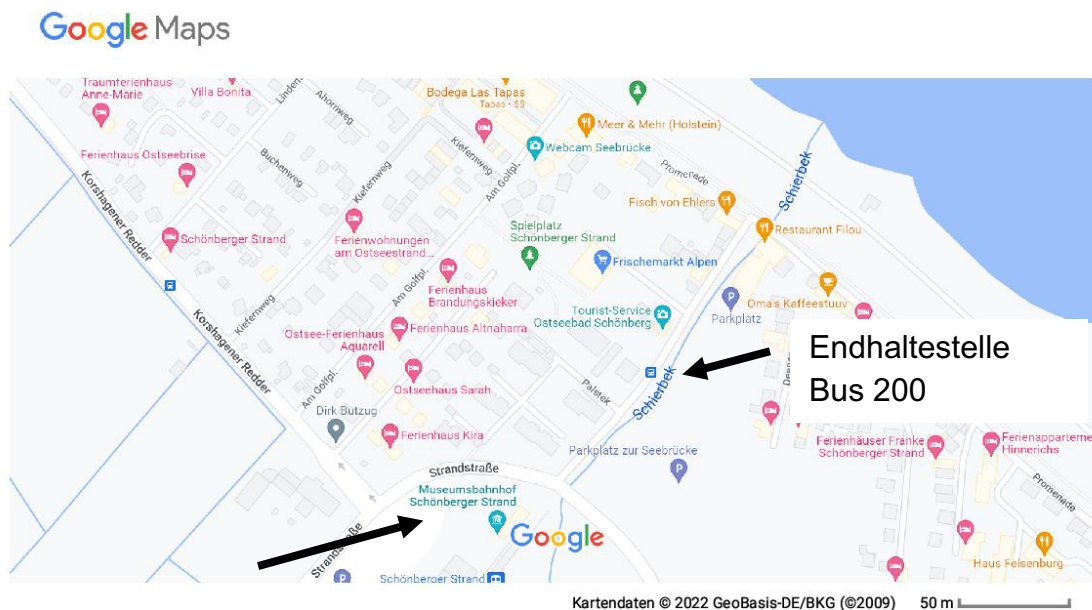 Google Maps
Traumferienhaus
Anne-Marie
Villa Bonita
Ahornweg
Bodega Las Tapas
Tapas • $$
Meer & Mehr (Holstein)
Webcam Seebrücke
Ferienhaus Ostseebrise
Buchenweg
Kiefernweg
Kiefernweg
Am Golfpl.
Promenade
Schierbek
Korshagener Redder
Fisch von Ehlers
Restaurant Filou
Schönberger Strand
Ferienwohnungen
am Ostseestrand...
Spielplatz
Schönberger Strand
Frischemarkt Alpen
Ferienhaus
Brandungskieker
Am Golfpl.
Kiefernweg
Oma's Kaffeestuuv
Parkplatz
Tourist-Service
Ostseebad Schönberg
Korshagener Redder
Ostsee-Ferienhaus
Aquarell
Ferienhaus Altnaharra
Endhaltestelle
Bus 200
Am Golfpl.
Ostseehaus Sarah
Palstek
Schierbek
Dirk Butzug
Ferienhaus Kira
Parkplatz zur Seebrücke
Ferienhäuser Franke
Schönberger Strand
Ferienapparteme
Hinnerichs
Strandstraße
Museumsbahnhof
Schönberger Strand
Promenade
Google
Strandstraße
Schönberger Strand
Haus Felsenburg
Kartendaten © 2022 GeoBasis-DE/BKG (©2009)
50 m